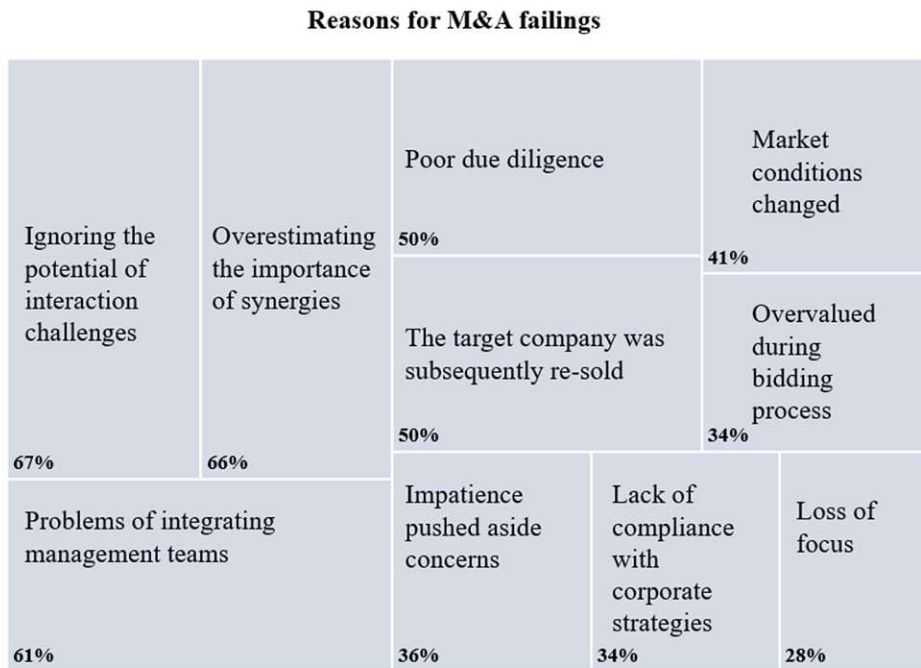 Reasons for M&A failings
Ignoring the
potential of
interaction
challenges
67%
Overestimating
the importance
of synergies
66%
Problems of integrating
management teams
61%
Poor due diligence
50%
The target company was
subsequently re-sold
50%
Market
conditions
changed
41%
Overvalued
during
bidding
process
34%
Impatience
pushed aside
concerns
36%
Lack of
compliance
with
corporate
strategies
34%
Loss of
focus
28%